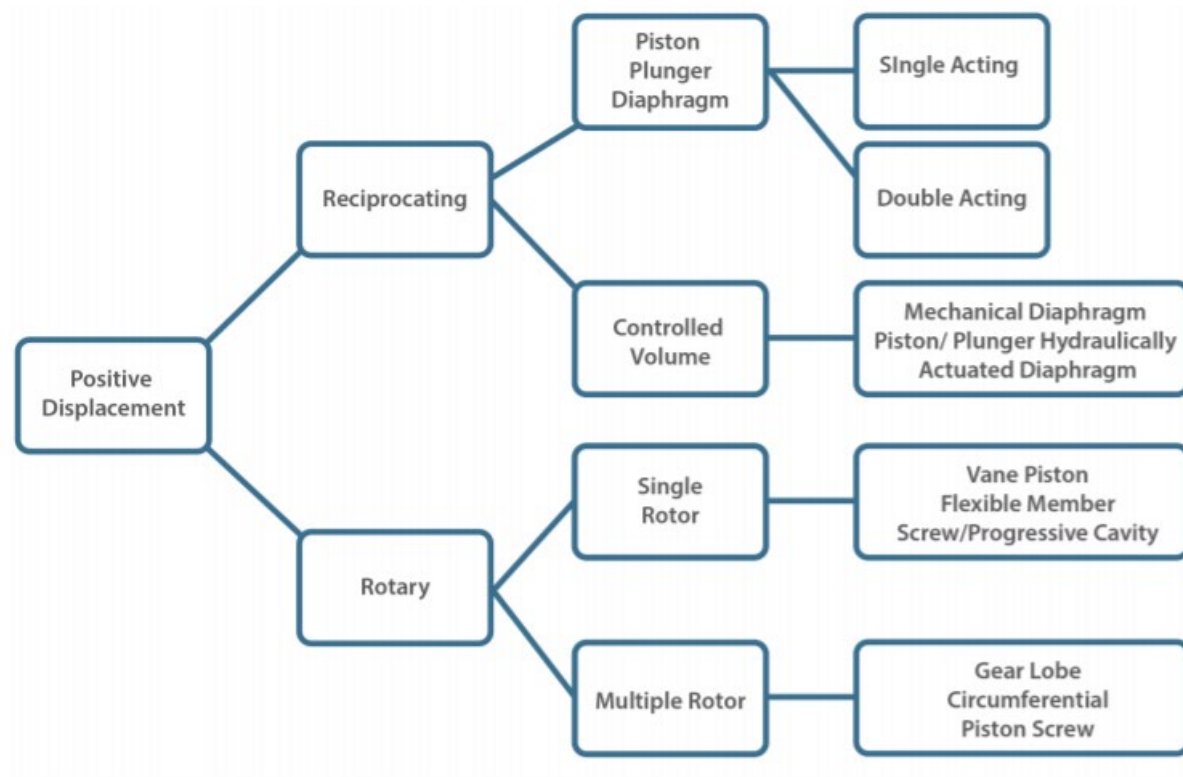 Positive
Displacement
Reciprocating
Rotary
Piston
Plunger
Diaphragm
Controlled
Volume
Single
Rotor
Multiple Rotor
SIngle Acting
Double Acting
Mechanical Diaphragm
Piston/ Plunger Hydraulically
Actuated Diaphragm
Vane Piston
Flexible Member
Screw/Progressive Cavity
Gear Lobe
Circumferential
Piston Screw